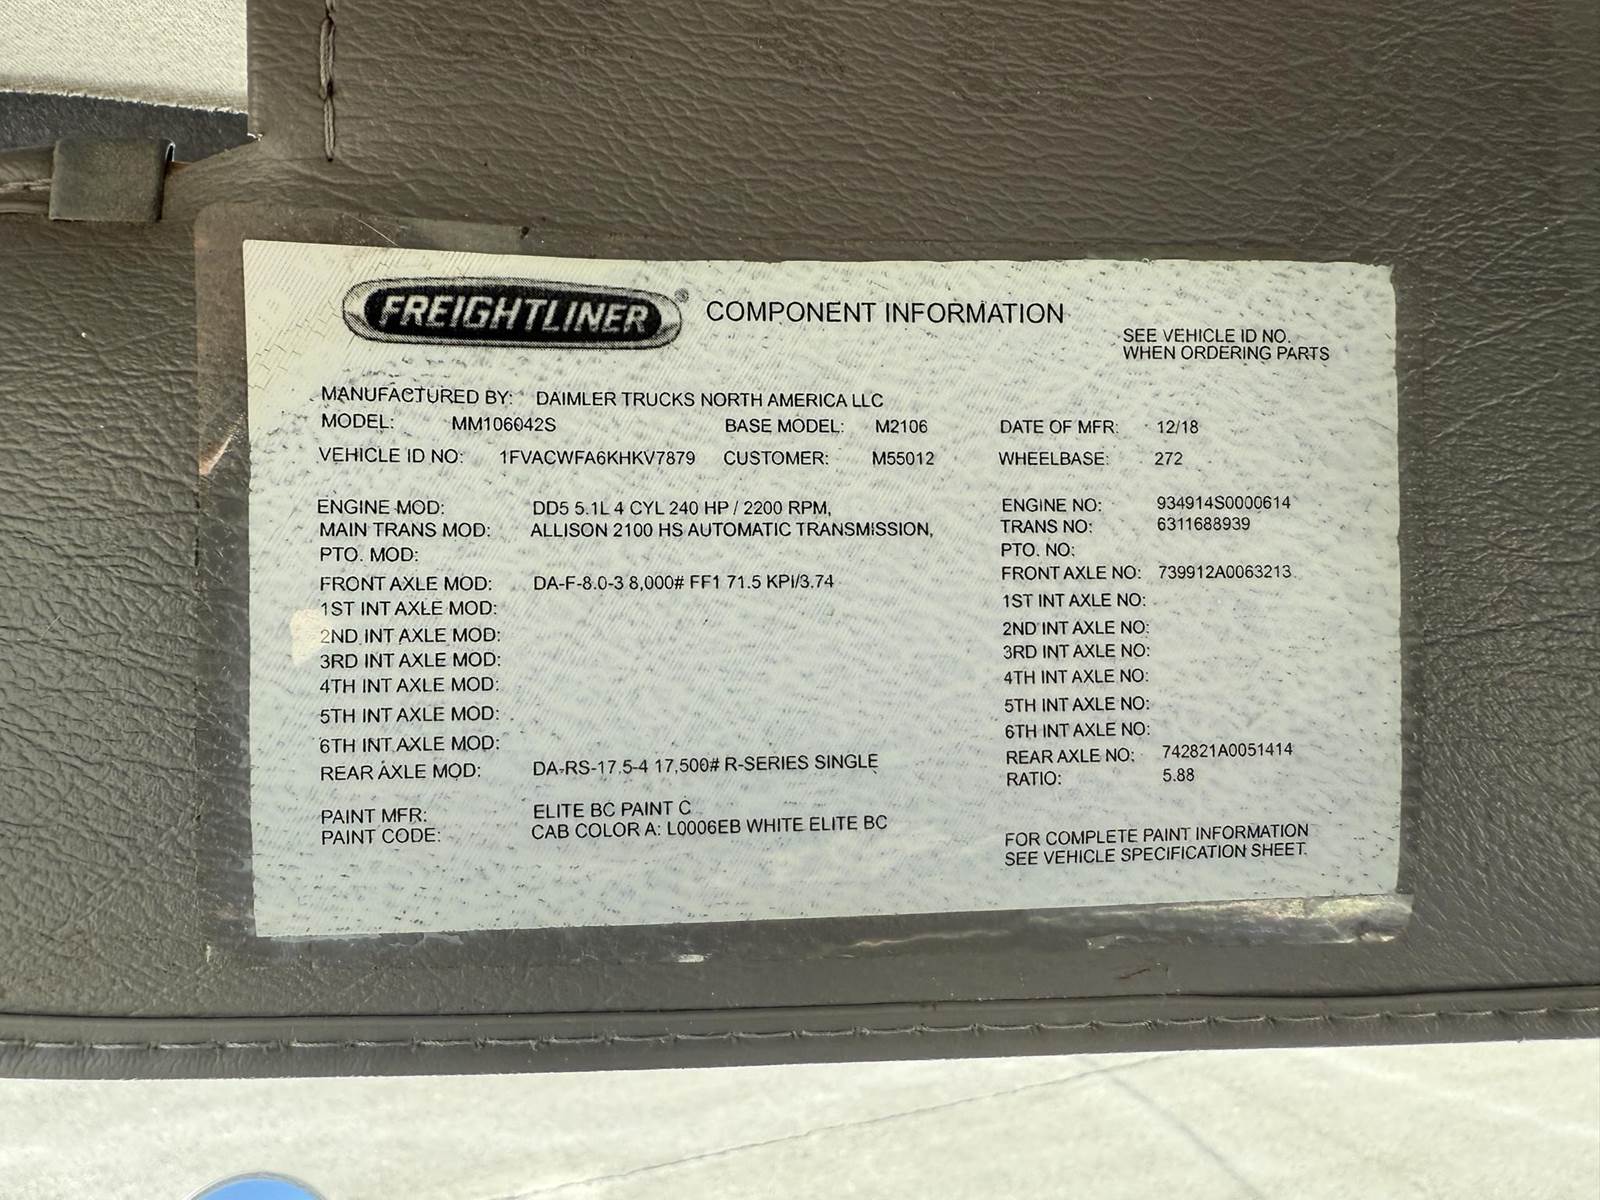 FREIGHTLINER® COMPONENT INFORMATION
SEE VEHICLE ID NO.
WHEN ORDERING PARTS
MANUFACTURED BY: DAIMLER TRUCKS NORTH AMERICA LLC
MODEL: MM106042S BASE MODEL: M2106 DATE OF MFR: 12/18
VEHICLE ID NO: 1FVACWFA6KHKV7879 CUSTOMER: M55012 WHEELBASE: 272
ENGINE MOD: DD5 5.1L 4 CYL 240 HP / 2200 RPM, ENGINE NO: 934914S0000614
MAIN TRANS MOD: ALLISON 2100 HS AUTOMATIC TRANSMISSION, TRANS NO: 6311688939
PTO. MOD: PTO. NO:
FRONT AXLE MOD: DA-F-8.0-3 8,000# FF1 71.5 KPI/3.74 FRONT AXLE NO: 739912A0063213
1ST INT AXLE MOD: 1ST INT AXLE NO:
2ND INT AXLE MOD: 2ND INT AXLE NO:
3RD INT AXLE MOD: 3RD INT AXLE NO:
4TH INT AXLE MOD: 4TH INT AXLE NO:
5TH INT AXLE MOD: 5TH INT AXLE NO:
6TH INT AXLE MOD: 6TH INT AXLE NO:
REAR AXLE MOD: DA-RS-17.5-4 17,500# R-SERIES SINGLE REAR AXLE NO: 742821A0051414
RATIO: 5.88
PAINT MFR: ELITE BC PAINT C
PAINT CODE: CAB COLOR A: L0006EB WHITE ELITE BC
FOR COMPLETE PAINT INFORMATION
SEE VEHICLE SPECIFICATION SHEET.